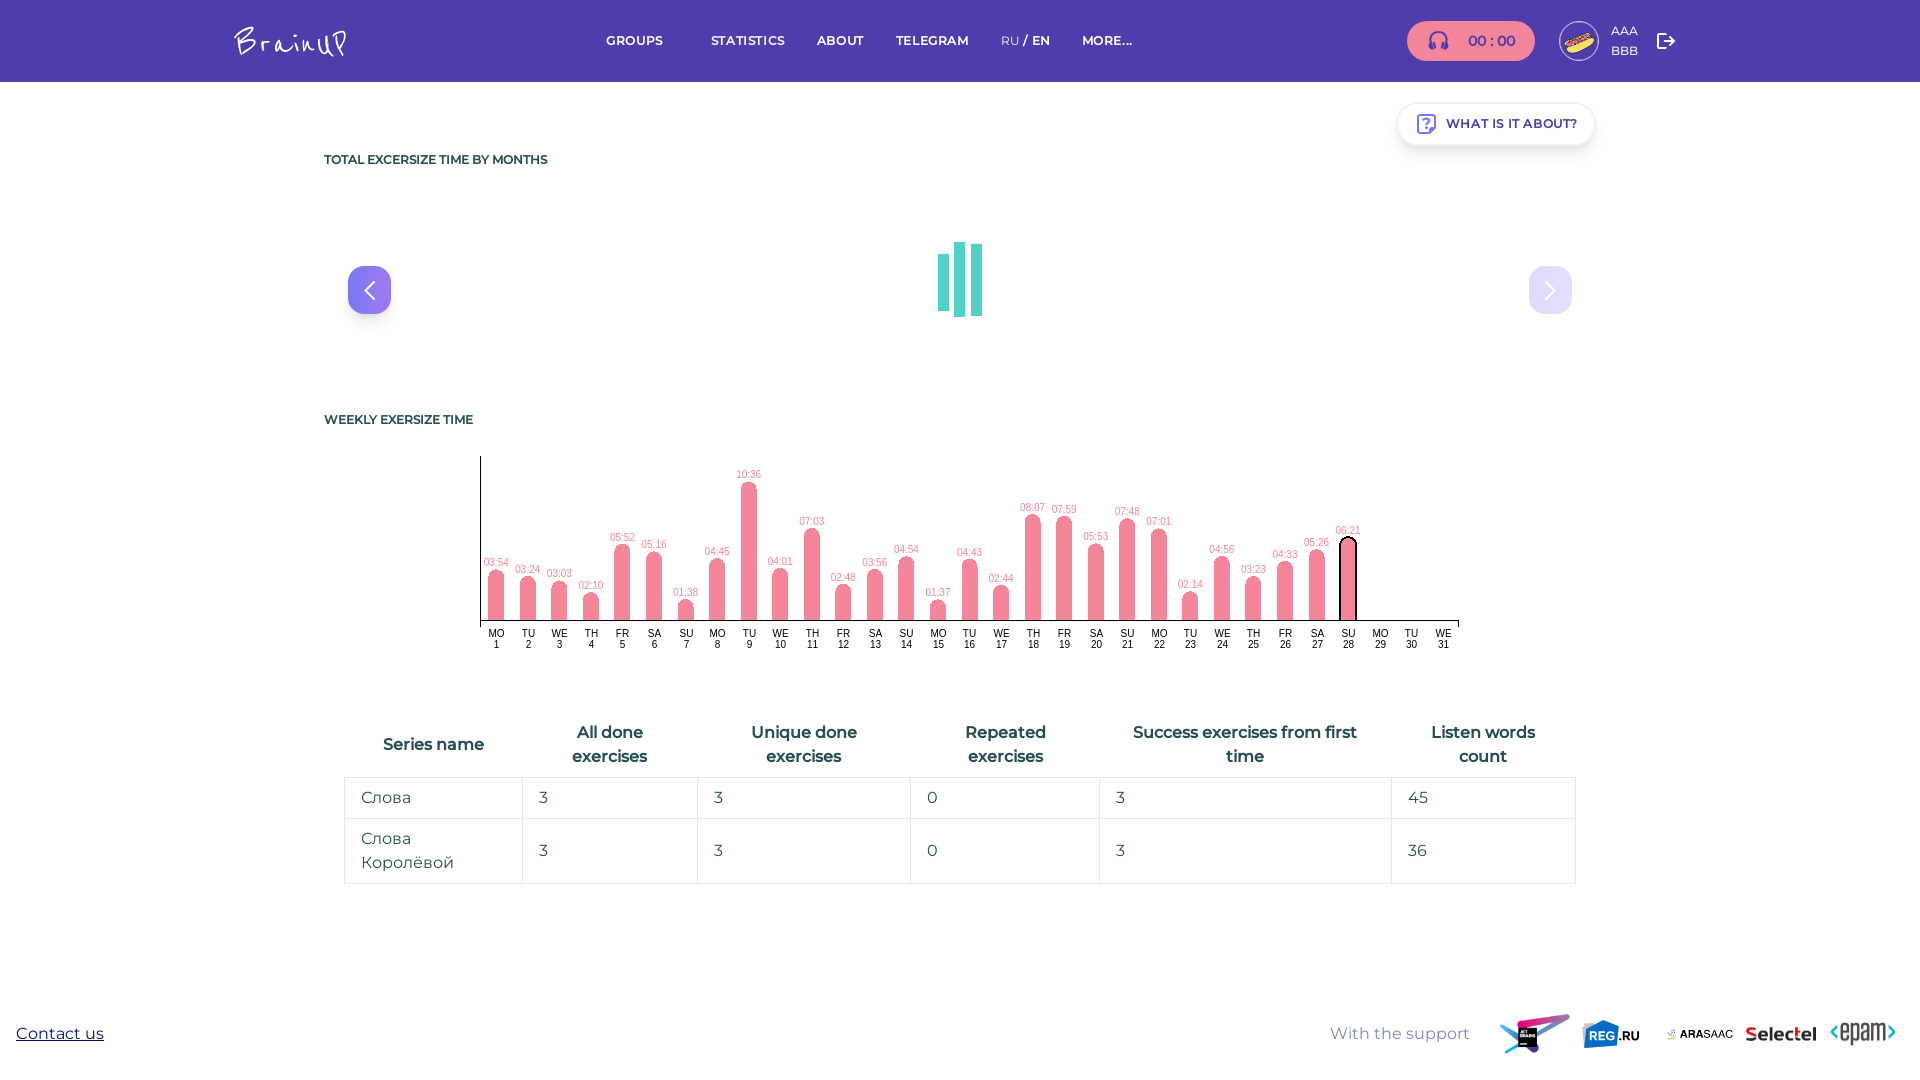 BrainUP
GROUPS
STATISTICS
ABOUT
TELEGRAM
RU / EN
MORE...
00 : 00
AAA
BBB
WHAT IS IT ABOUT?
TOTAL EXCERSIZE TIME BY MONTHS
WEEKLY EXERSIZE TIME
03:54 03:24 03:03 02:10 05:52 05:16 01:38 04:45 10:36 04:01 07:03 02:48 03:56 04:54 01:37 04:43 02:44 08:07 07:59 05:53 07:48 07:01 02:14 04:56 03:23 04:33 05:26 06:21
MO TU WE TH FR SA SU MO TU WE TH FR SA SU MO TU WE TH FR SA SU MO TU WE TH FR SA SU MO TU WE
1 2 3 4 5 6 7 8 9 10 11 12 13 14 15 16 17 18 19 20 21 22 23 24 25 26 27 28 29 30 31
Series name
All done
exercises
Unique done
exercises
Repeated
exercises
Success exercises from first
time
Listen words
count
Слова 3 3 0 3 45
Слова
Королёвой 3 3 0 3 36
Contact us
With the support
JET
BRAINS
REG.RU
ARASAAC
Selectel
<epam>